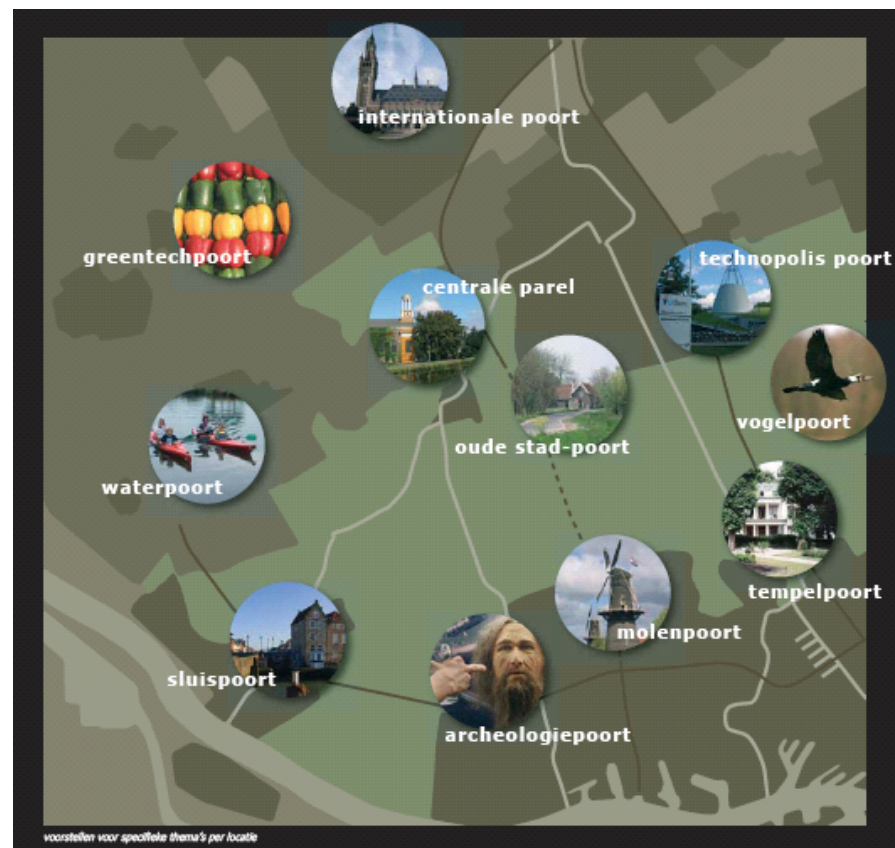 internationale poort
greentechpoort
technopolis poort
centrale parel
vogelpoort
oude stad-poort
waterpoort
tempelpoort
molenpoort
sluispoort
archeologiepoort
voorstellen voor specifieke thema's per locatie